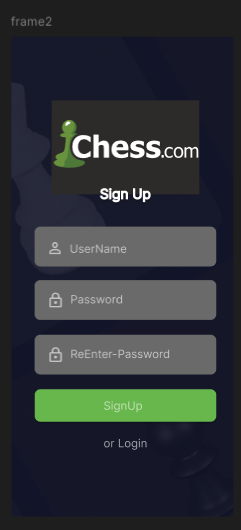 frame2
Chess.com
Sign Up
UserName
Password
ReEnter-Password
SignUp
or Login